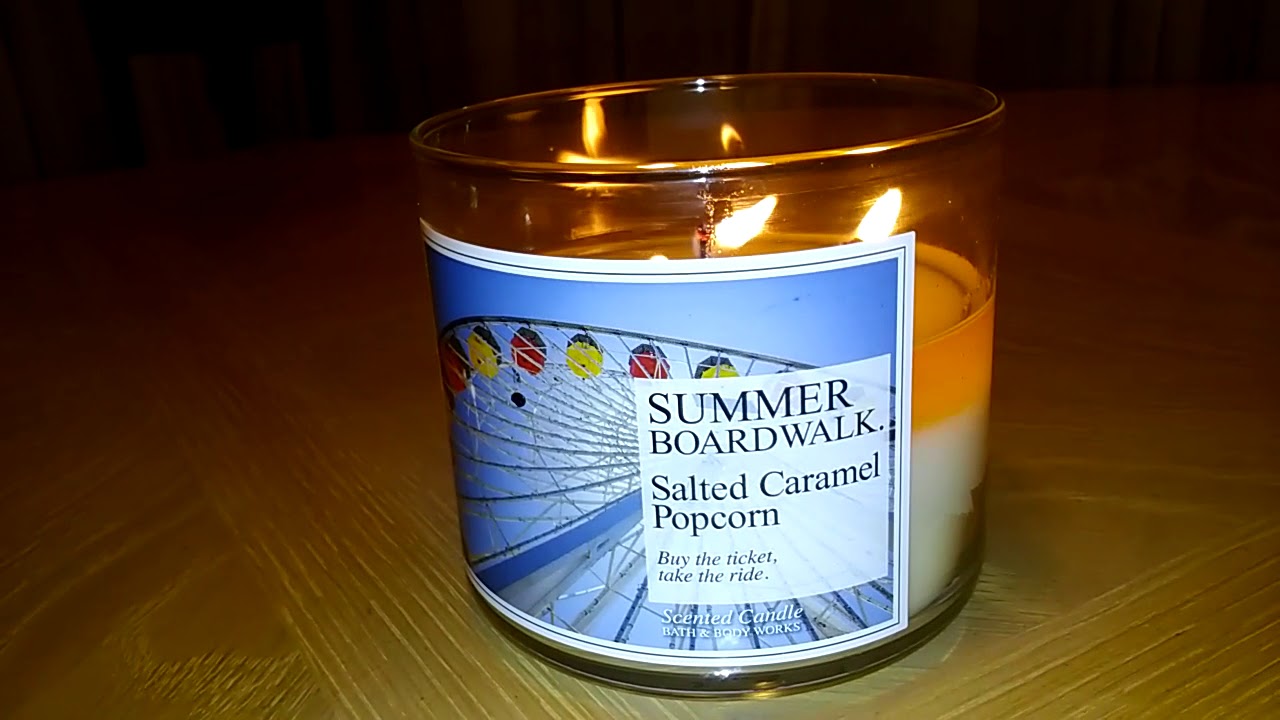 SUMMER
BOARDWALK.
Salted Caramel
Popcorn
Buy the ticket,
take the ride.
Scented Candle
BATH & BODY WORKS